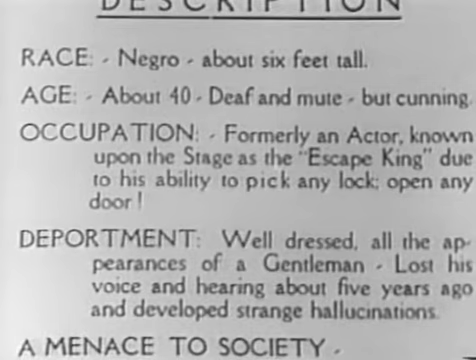 DESCRIPTION
RACE: - Negro - about six feet tall.
AGE: - About 40 - Deaf and mute - but cunning.
OCCUPATION: - Formerly an Actor, known
upon the Stage as the "Escape King" due
to his ability to pick any lock; open any
door!
DEPORTMENT: Well dressed, all the ap-
pearances of a Gentleman - Lost his
voice and hearing about five years ago
and developed strange hallucinations.
A MENACE TO SOCIETY -